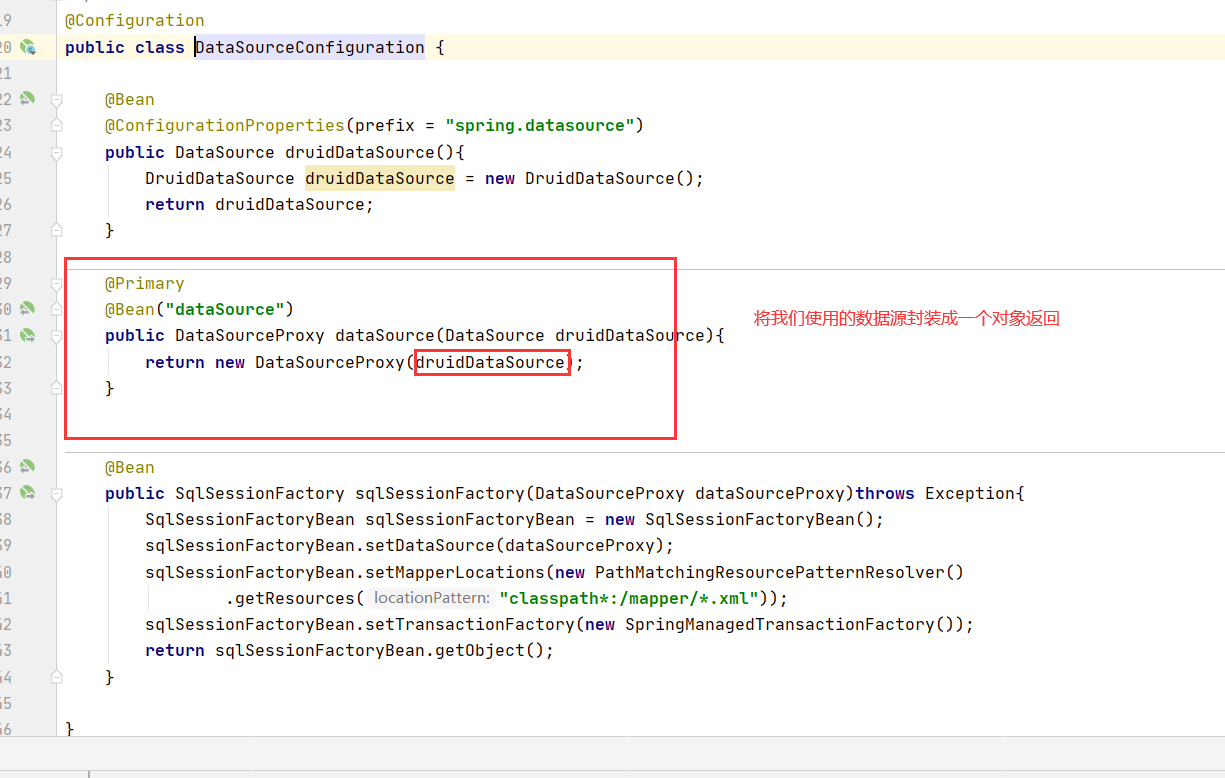 19 @Configuration
20 public class DataSourceConfiguration {
21
22 @Bean
23 @ConfigurationProperties(prefix = "spring.datasource")
24 public DataSource druidDataSource(){
25 DruidDataSource druidDataSource = new DruidDataSource();
26 return druidDataSource;
27 }
28
29 @Primary
30 @Bean("dataSource")
31 public DataSourceProxy dataSource(DataSource druidDataSource){
将我们使用的数据源封装成一个对象返回
32 return new DataSourceProxy(druidDataSource);
33 }
34
35
36 @Bean
37 public SqlSessionFactory sqlSessionFactory(DataSourceProxy dataSourceProxy)throws Exception{
38 SqlSessionFactoryBean sqlSessionFactoryBean = new SqlSessionFactoryBean();
39 sqlSessionFactoryBean.setDataSource(dataSourceProxy);
40 sqlSessionFactoryBean.setMapperLocations(new PathMatchingResourcePatternResolver()
41 .getResources( locationPattern: "classpath*:/mapper/*.xml"));
42 sqlSessionFactoryBean.setTransactionFactory(new SpringManagedTransactionFactory());
43 return sqlSessionFactoryBean.getObject();
44 }
45
46 }